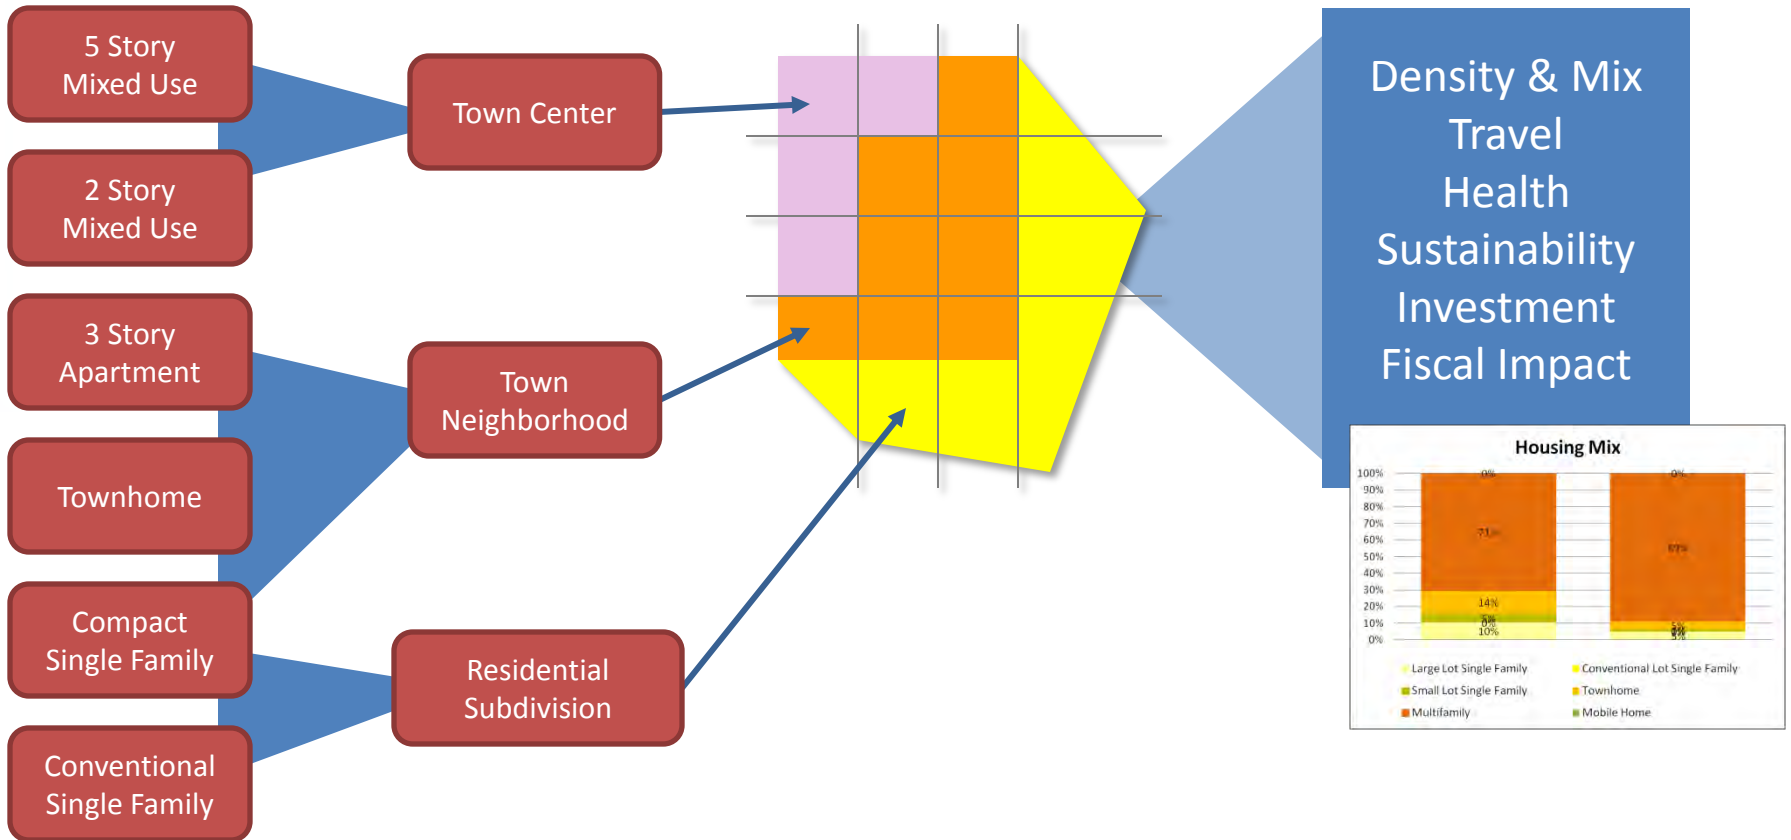 5 Story
Mixed Use
2 Story
Mixed Use
3 Story
Apartment
Townhome
Compact
Single Family
Conventional
Single Family
Town Center
Town
Neighborhood
Residential
Subdivision
Density & Mix
Travel
Health
Sustainability
Investment
Fiscal Impact
Housing Mix
100%
90%
80%
70%
60%
50%
40%
30%
20%
10%
0%
0%
71%
14%
0%
10%
0%
5%
Large Lot Single Family
Conventional Lot Single Family
Small Lot Single Family
Townhome
Multifamily
Mobile Home